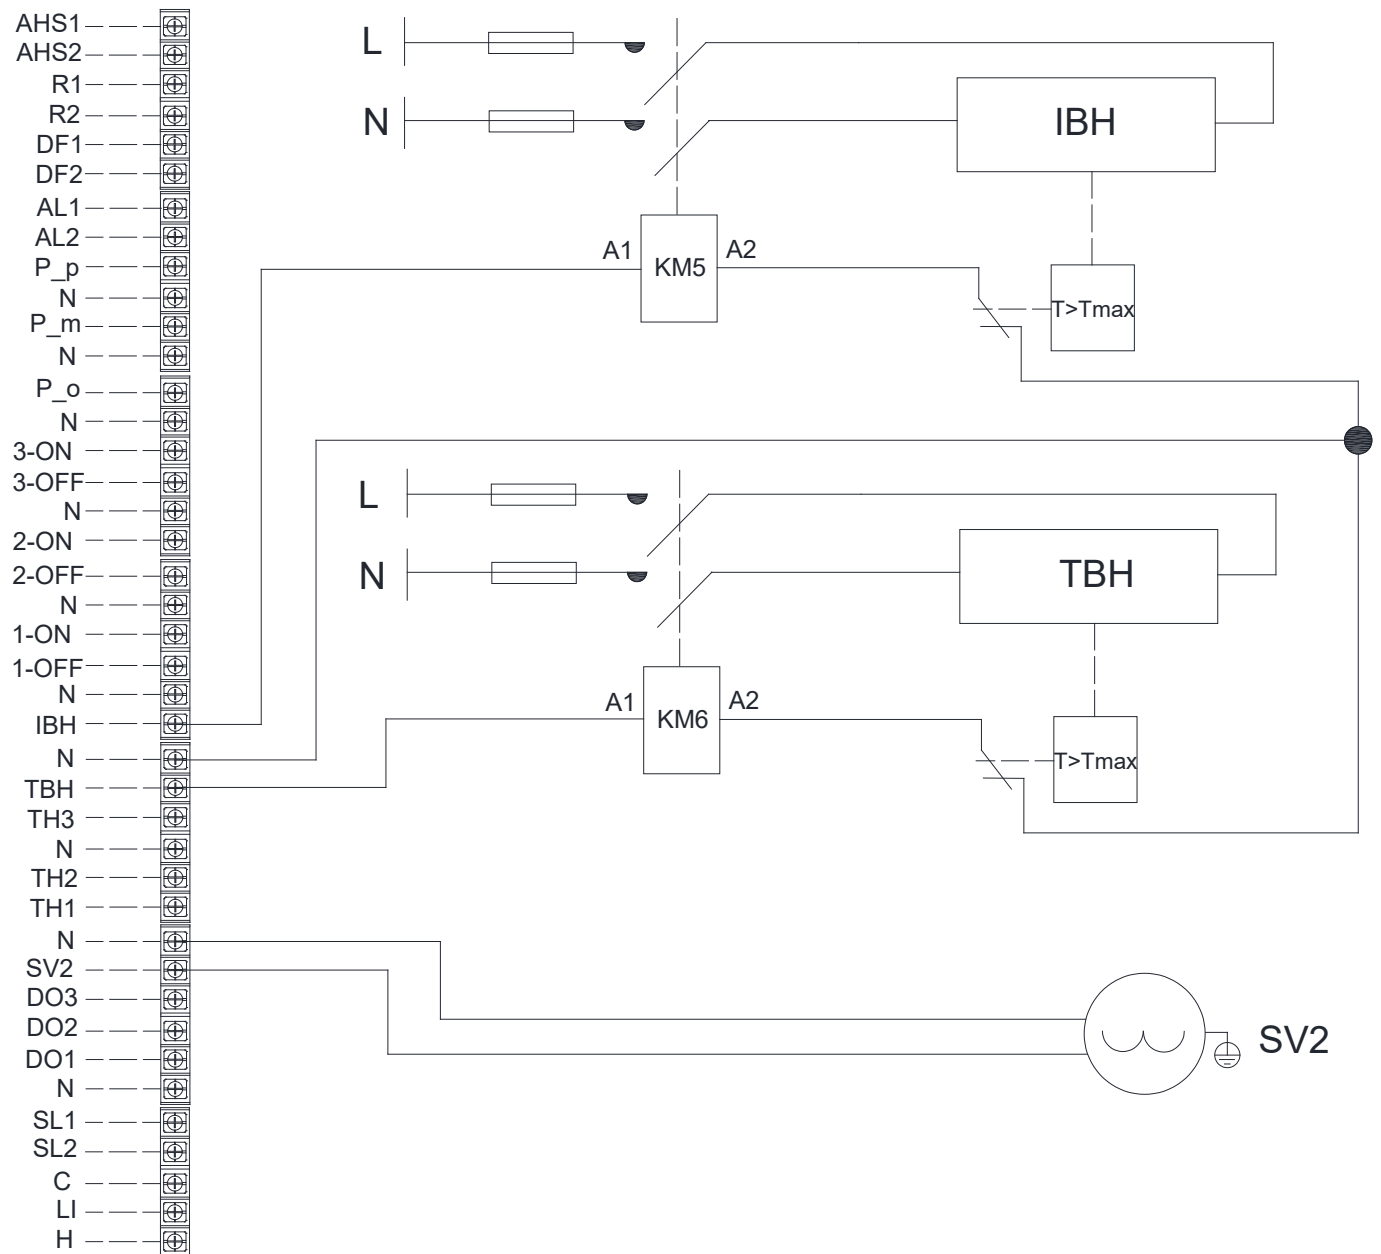 AHS1
AHS2
R1
R2
DF1
DF2
AL1
AL2
P_p
N
P_m
N
P_o
N
3-ON
3-OFF
N
2-ON
2-OFF
N
1-ON
1-OFF
N
IBH
N
TBH
TH3
N
TH2
TH1
N
SV2
DO3
DO2
DO1
N
SL1
SL2
C
LI
H
L
N
IBH
A1
KM5
A2
T>Tmax
L
N
TBH
A1
KM6
A2
T>Tmax
SV2